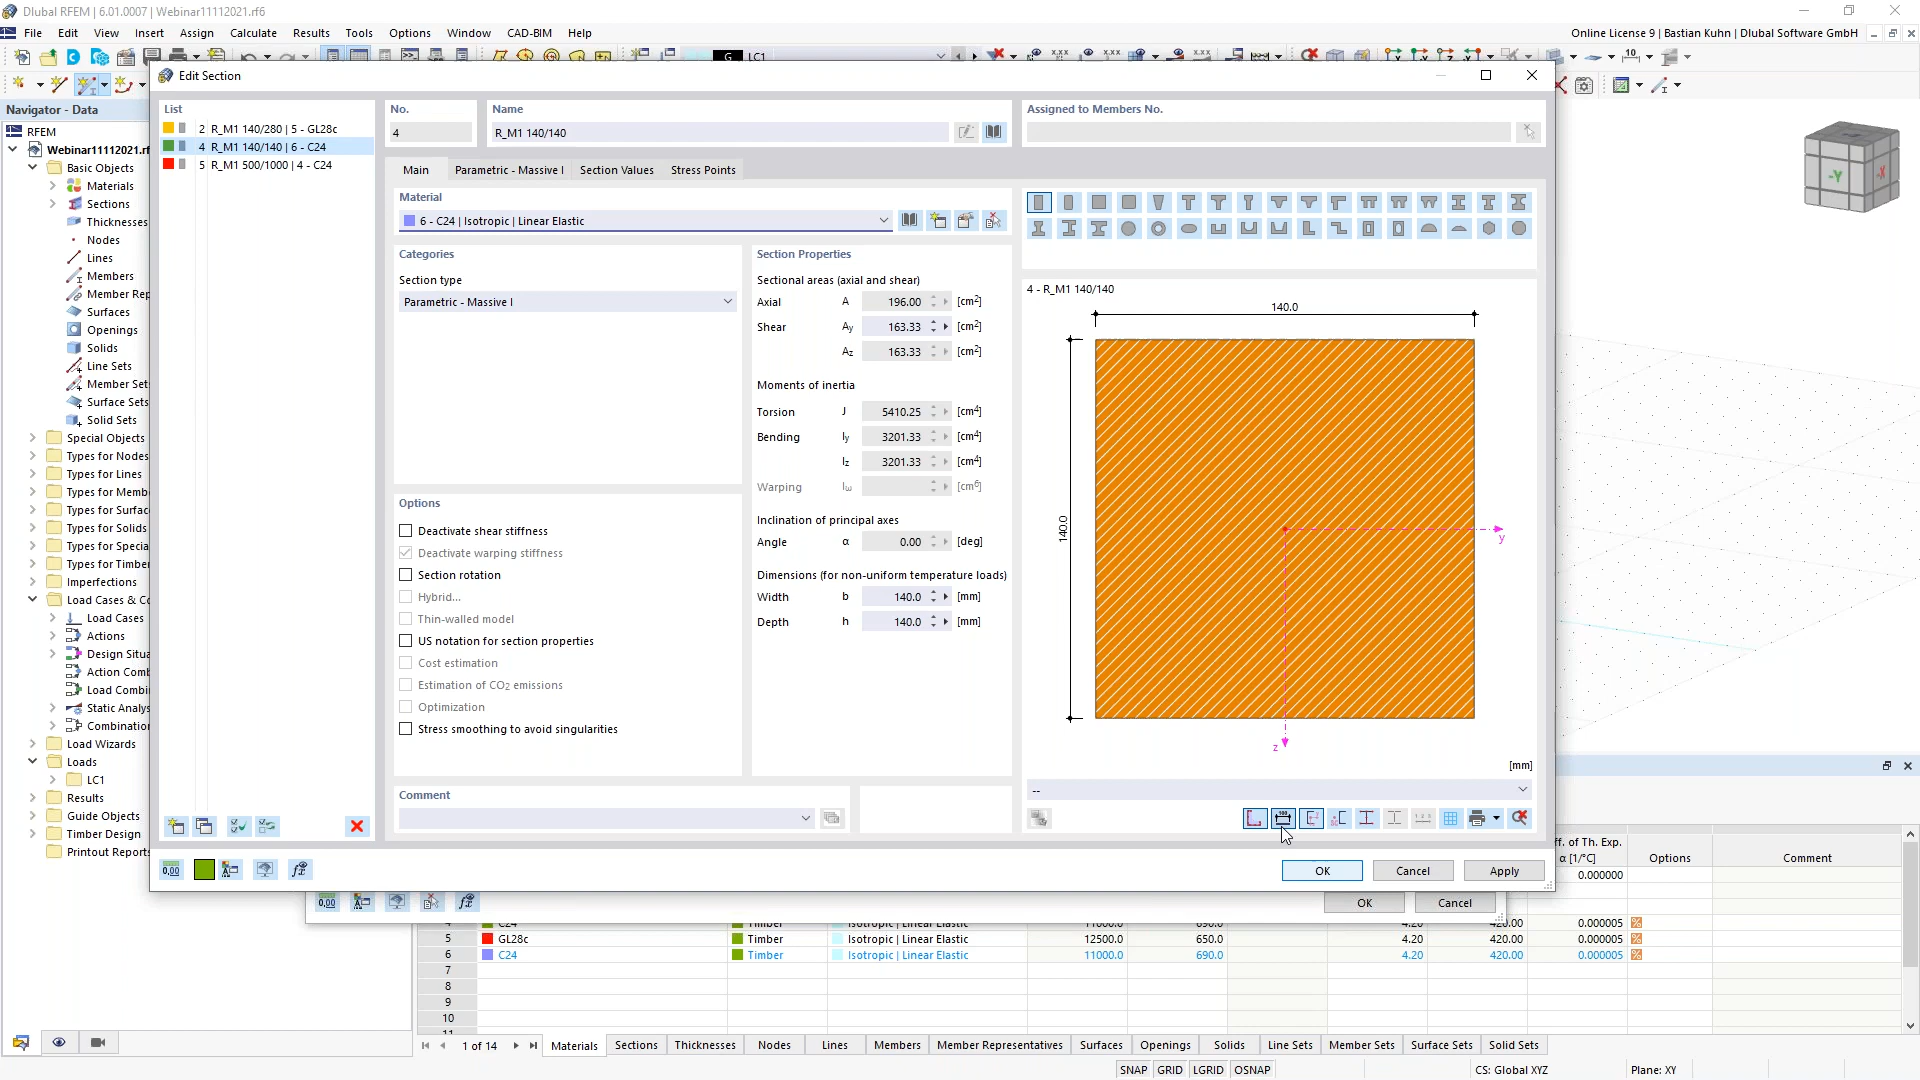 Dlubal RFEM | 6.01.0007 | Webinar11112021.rf6
File Edit View Insert Assign Calculate Results Tools Options Window CAD-BIM Help
Online License 9 | Bastian Kuhn | Dlubal Software GmbH
G LC1
Edit Section
Navigator - Data
RFEM
Webinar11112021.rf
Basic Objects
Materials
Sections
Thicknesses
Nodes
Lines
Members
Member Rep
Surfaces
Openings
Solids
Line Sets
Member Set
Surface Sets
Solid Sets
Special Objects
Types for Nodes
Types for Lines
Types for Memb
Types for Surfac
Types for Solids
Types for Specia
Types for Timber
Imperfections
Load Cases & Co
Load Cases
Actions
Design Situa
Action Comb
Load Combi
Static Analys
Combination
Load Wizards
Loads
LC1
Results
Guide Objects
Timber Design
Printout Reports
List
2 R_M1 140/280 | 5 - GL28c
4 R_M1 140/140 | 6 - C24
5 R_M1 500/1000 | 4 - C24
No.
4
Name
R_M1 140/140
Assigned to Members No.
Main Parametric - Massive I Section Values Stress Points
Material
6 - C24 | Isotropic | Linear Elastic
Categories
Section type
Parametric - Massive I
Options
Deactivate shear stiffness
Deactivate warping stiffness
Section rotation
Hybrid...
Thin-walled model
US notation for section properties
Cost estimation
Estimation of CO2 emissions
Optimization
Stress smoothing to avoid singularities
Comment
Section Properties
Sectional areas (axial and shear)
Axial A 196.00 [cm2]
Shear Ay 163.33 [cm2]
Az 163.33 [cm2]
Moments of inertia
Torsion J 5410.25 [cm4]
Bending Iy 3201.33 [cm4]
Iz 3201.33 [cm4]
Warping Iω [cm6]
Inclination of principal axes
Angle α 0.00 [deg]
Dimensions (for non-uniform temperature loads)
Width b 140.0 [mm]
Depth h 140.0 [mm]
4 - R_M1 140/140
140.0
140.0
y
z
[mm]
--
OK Cancel Apply
OK Cancel
-Y -X
ff. of Th. Exp.
α [1/°C] Options Comment
0.000000
4 C24 Timber Isotropic | Linear Elastic 11000.0 690.0 4.20 420.00 0.000005
5 GL28c Timber Isotropic | Linear Elastic 12500.0 650.0 4.20 420.00 0.000005
6 C24 Timber Isotropic | Linear Elastic 11000.0 690.0 4.20 420.00 0.000005
7
8
9
10
11
1 of 14 Materials Sections Thicknesses Nodes Lines Members Member Representatives Surfaces Openings Solids Line Sets Member Sets Surface Sets Solid Sets
SNAP GRID LGRID OSNAP CS: Global XYZ Plane: XY